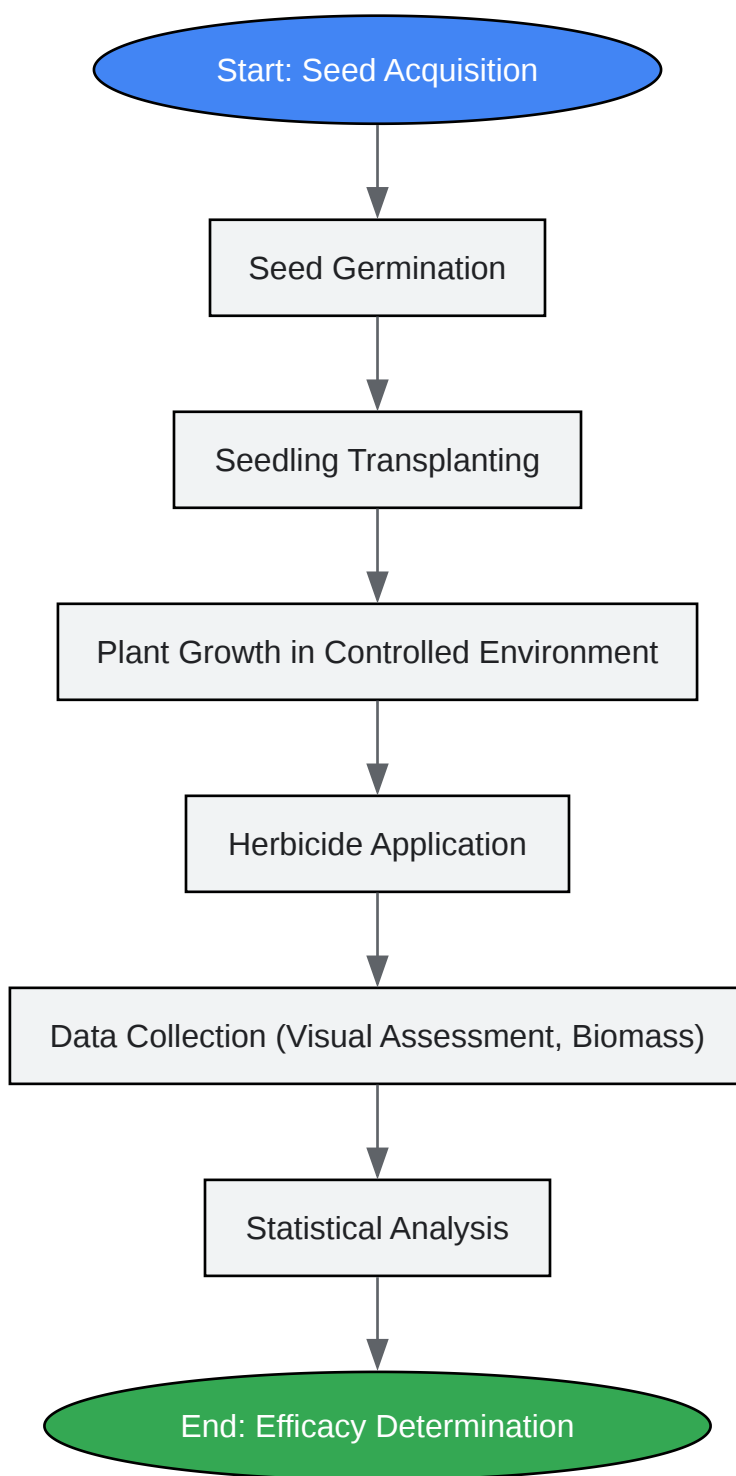 Start: Seed Acquisition
Seed Germination
Seedling Transplanting
Plant Growth in Controlled Environment
Herbicide Application
Data Collection (Visual Assessment, Biomass)
Statistical Analysis
End: Efficacy Determination